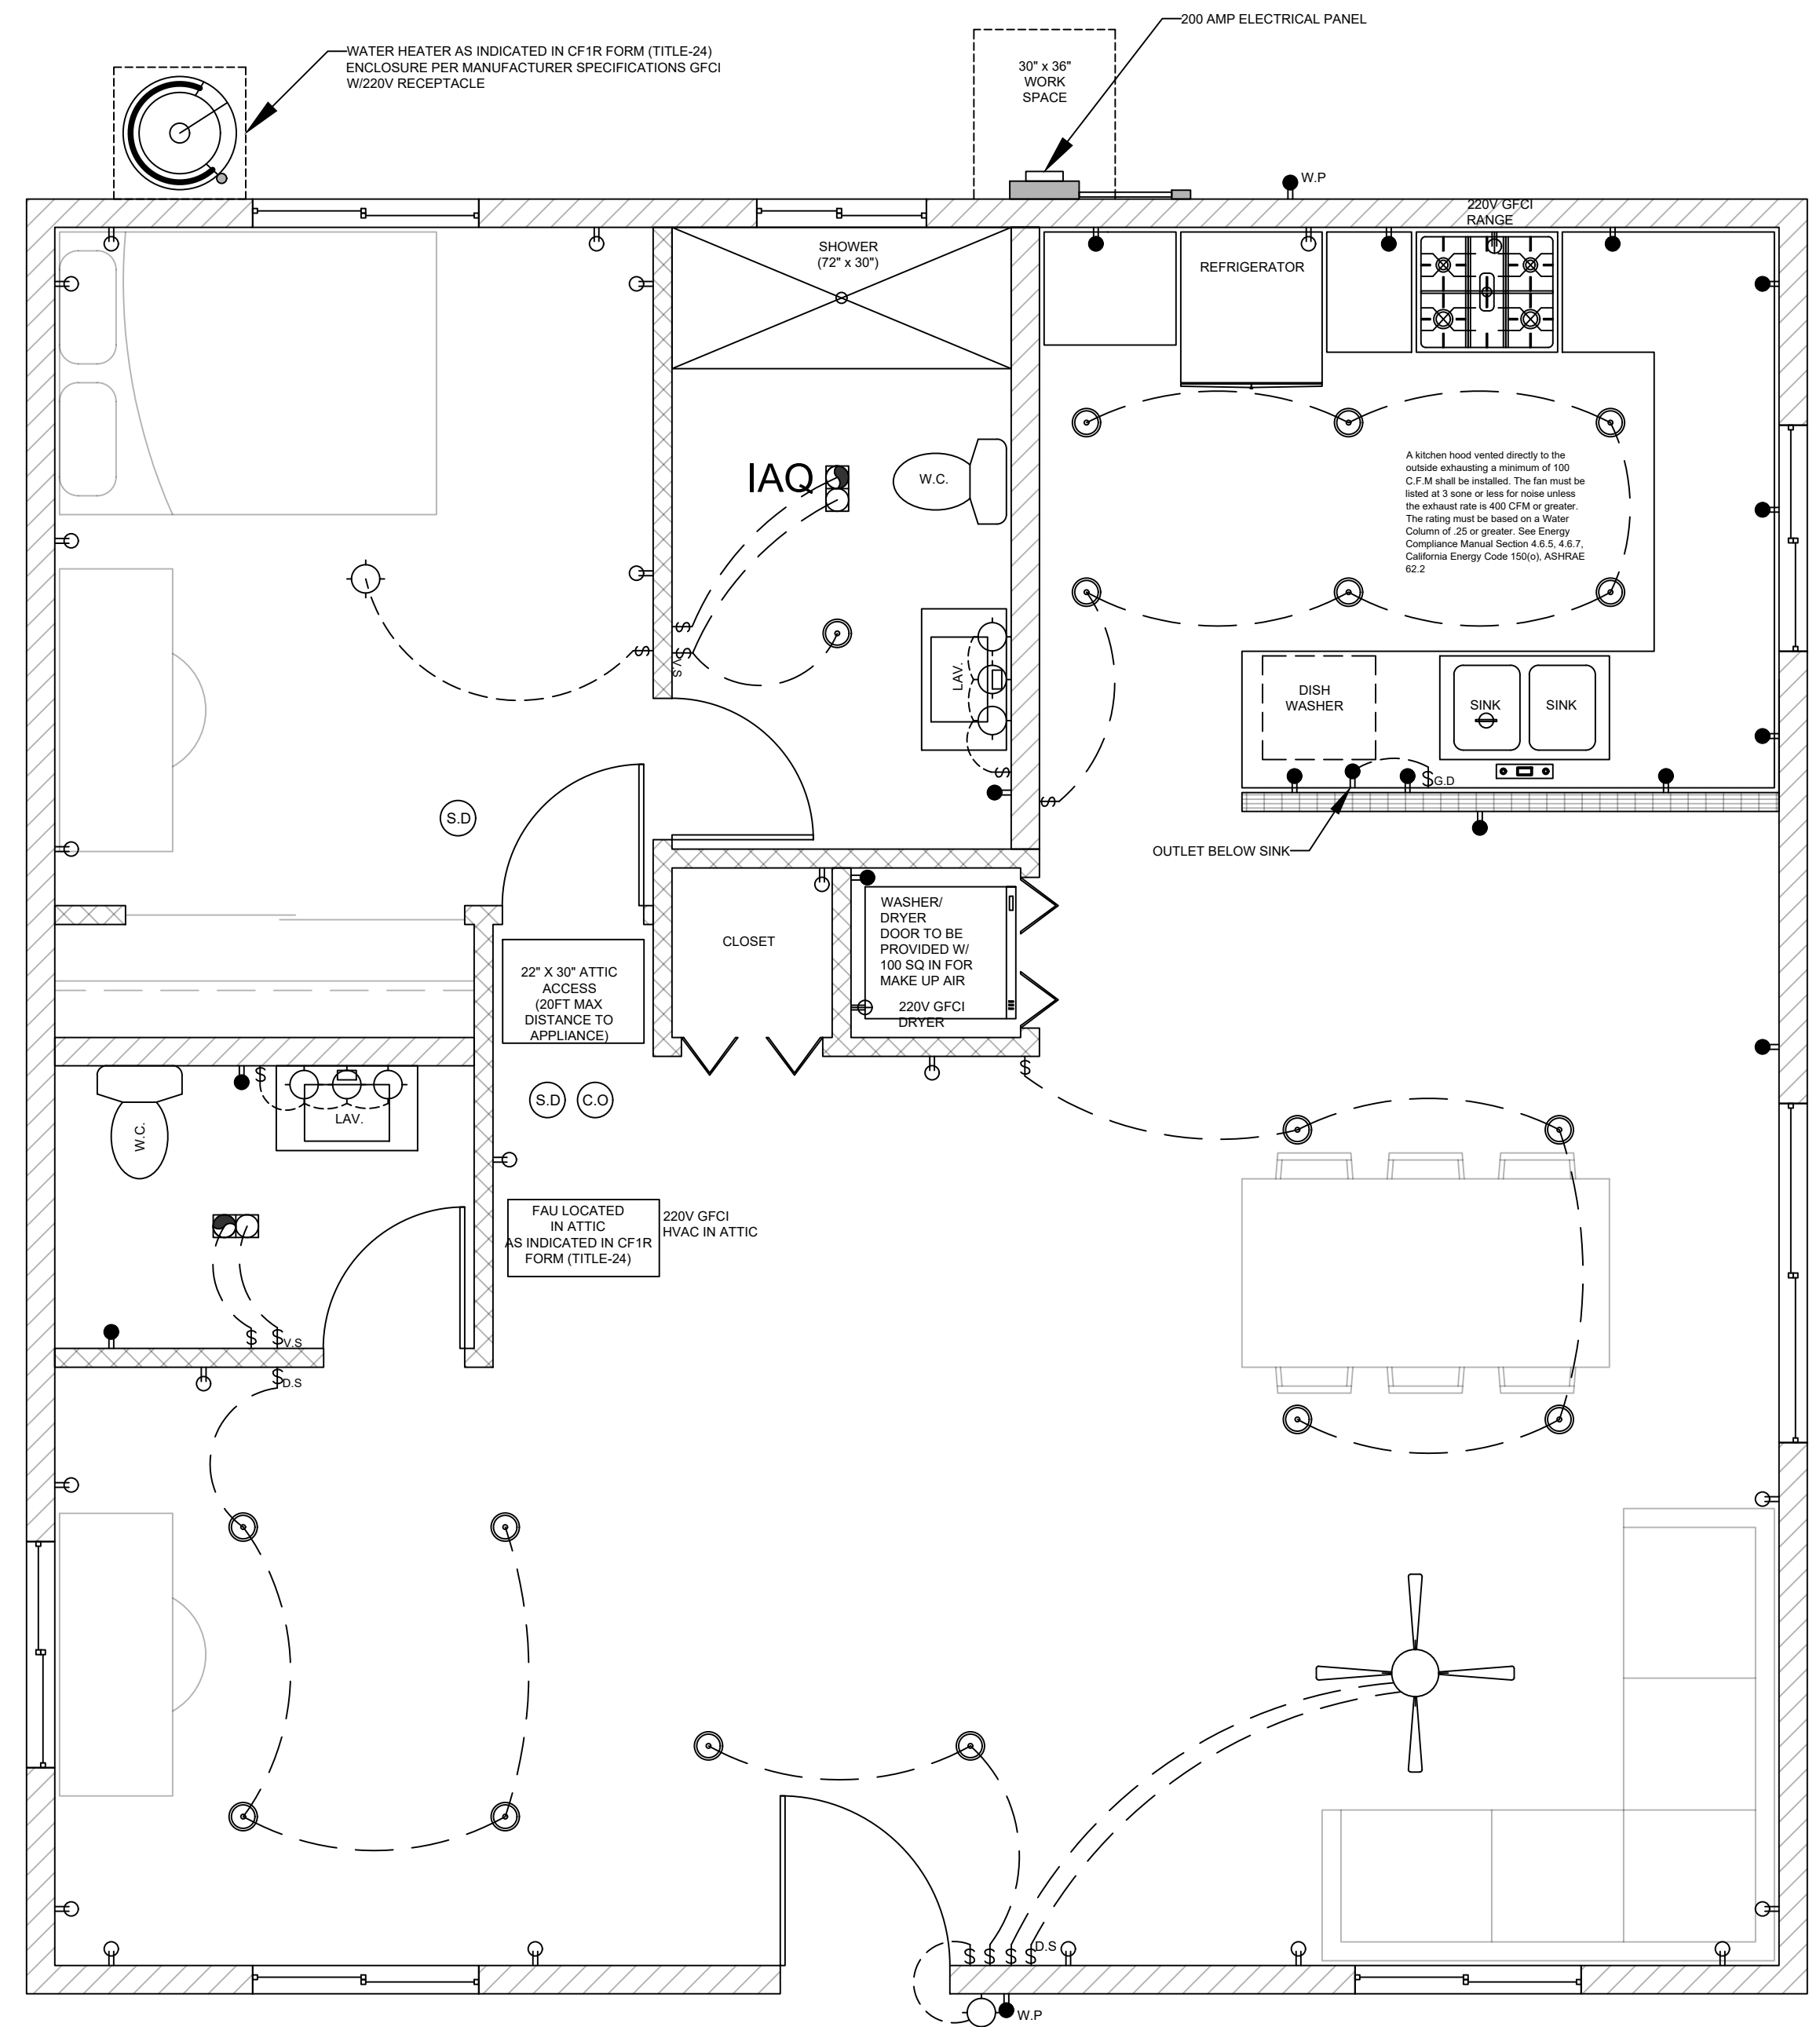 200 AMP ELECTRICAL PANEL
WATER HEATER AS INDICATED IN CF1R FORM (TITLE-24)
ENCLOSURE PER MANUFACTURER SPECIFICATIONS GFCI
W/220V RECEPTACLE
30" x 36"
WORK
SPACE
W.P
220V GFCI
RANGE
SHOWER
(72" x 30")
REFRIGERATOR
IAQ
W.C.
A kitchen hood vented directly to the
outside exhausting a minimum of 100
C.F.M shall be installed. The fan must be
listed at 3 sone or less for noise unless
the exhaust rate is 400 CFM or greater.
The rating must be based on a Water
Column of .25 or greater. See Energy
Compliance Manual Section 4.6.5, 4.6.7,
California Energy Code 150(o), ASHRAE
62.2
$
$
$
V.S
LAV.
DISH
WASHER
SINK
SINK
$
$
$
G.D
S.D
OUTLET BELOW SINK
WASHER/
DRYER
DOOR TO BE
PROVIDED W/
100 SQ IN FOR
MAKE UP AIR
220V GFCI
DRYER
CLOSET
22" X 30" ATTIC
ACCESS
(20FT MAX
DISTANCE TO
APPLIANCE)
$
$
S.D
C.O
W.C.
LAV.
FAU LOCATED
IN ATTIC
AS INDICATED IN CF1R
FORM (TITLE-24)
220V GFCI
HVAC IN ATTIC
$
$
V.S
$
D.S
$
$
$
$
D.S
W.P